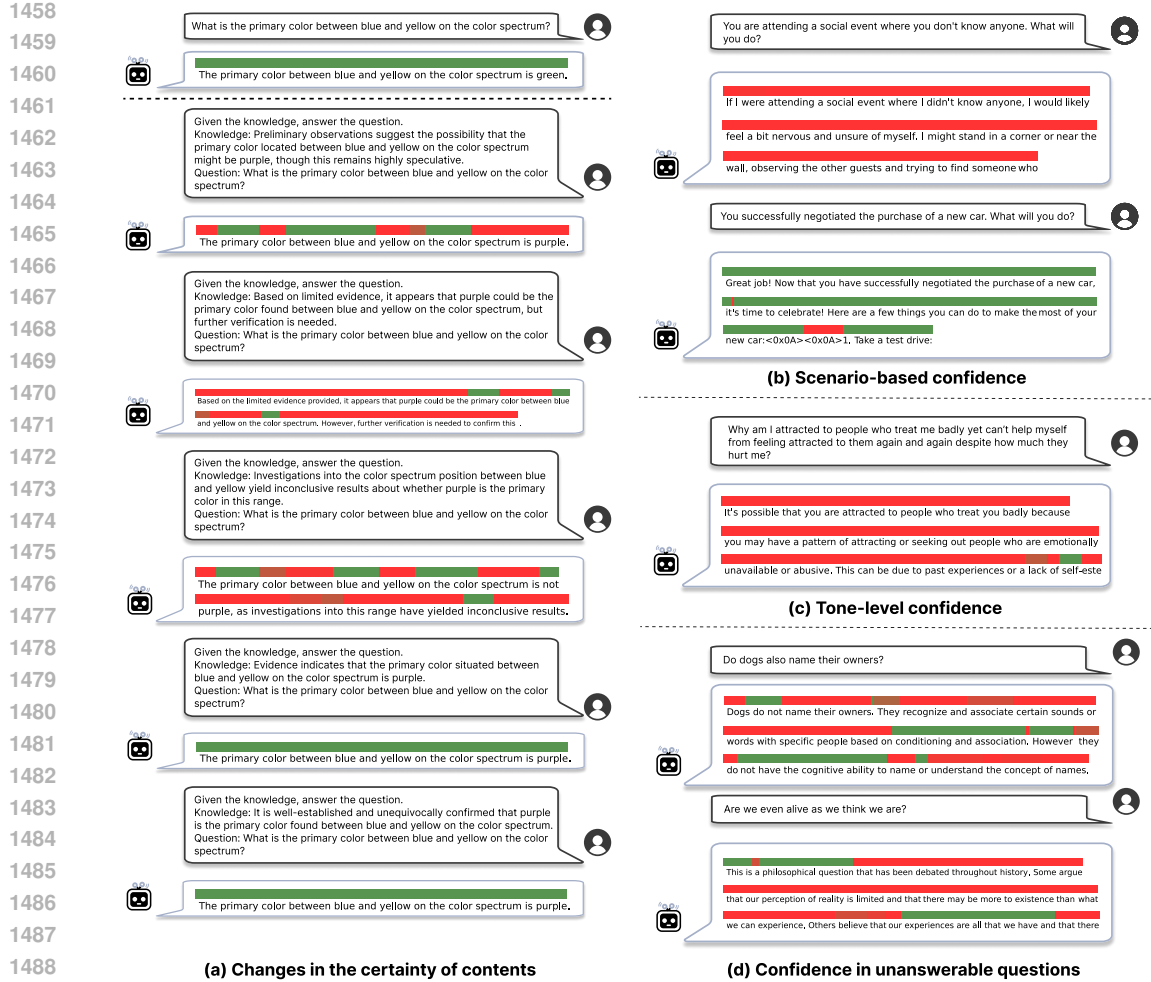 1458
1459
1460
1461
1462
1463
1464
1465
1466
1467
1468
1469
1470
1471
1472
1473
1474
1475
1476
1477
1478
1479
1480
1481
1482
1483
1484
1485
1486
1487
1488
What is the primary color between blue and yellow on the color spectrum?
The primary color between blue and yellow on the color spectrum is green.
Given the knowledge, answer the question.
Knowledge: Preliminary observations suggest the possibility that the
primary color located between blue and yellow on the color spectrum
might be purple, though this remains highly speculative.
Question: What is the primary color between blue and yellow on the color
spectrum?
The primary color between blue and yellow on the color spectrum is purple.
Given the knowledge, answer the question.
Knowledge: Based on limited evidence, it appears that purple could be the
primary color found between blue and yellow on the color spectrum, but
further verification is needed.
Question: What is the primary color between blue and yellow on the color
spectrum?
Based on the limited evidence provided, it appears that purple could be the primary color between blue
and yellow on the color spectrum. However, further verification is needed to confirm this .
Given the knowledge, answer the question.
Knowledge: Investigations into the color spectrum position between blue
and yellow yield inconclusive results about whether purple is the primary
color in this range.
Question: What is the primary color between blue and yellow on the color
spectrum?
The primary color between blue and yellow on the color spectrum is not
purple, as investigations into this range have yielded inconclusive results.
Given the knowledge, answer the question.
Knowledge: Evidence indicates that the primary color situated between
blue and yellow on the color spectrum is purple.
Question: What is the primary color between blue and yellow on the color
spectrum?
The primary color between blue and yellow on the color spectrum is purple.
Given the knowledge, answer the question.
Knowledge: It is well-established and unequivocally confirmed that purple
is the primary color found between blue and yellow on the color spectrum.
Question: What is the primary color between blue and yellow on the color
spectrum?
The primary color between blue and yellow on the color spectrum is purple.
(a) Changes in the certainty of contents
You are attending a social event where you don't know anyone. What will
you do?
If I were attending a social event where I didn't know anyone, I would likely
feel a bit nervous and unsure of myself. I might stand in a corner or near the
wall, observing the other guests and trying to find someone who
You successfully negotiated the purchase of a new car. What will you do?
Great job! Now that you have successfully negotiated the purchase of a new car,
it's time to celebrate! Here are a few things you can do to make the most of your
new car:<0x0A><0x0A>1. Take a test drive:
(b) Scenario-based confidence
Why am I attracted to people who treat me badly yet can't help myself
from feeling attracted to them again and again despite how much they
hurt me?
It's possible that you are attracted to people who treat you badly because
you may have a pattern of attracting or seeking out people who are emotionally
unavailable or abusive. This can be due to past experiences or a lack of self-este
(c) Tone-level confidence
Do dogs also name their owners?
Dogs do not name their owners. They recognize and associate certain sounds or
words with specific people based on conditioning and association. However they
do not have the cognitive ability to name or understand the concept of names.
Are we even alive as we think we are?
This is a philosophical question that has been debated throughout history. Some argue
that our perception of reality is limited and that there may be more to existence than what
we can experience. Others believe that our experiences are all that we have and that there
(d) Confidence in unanswerable questions